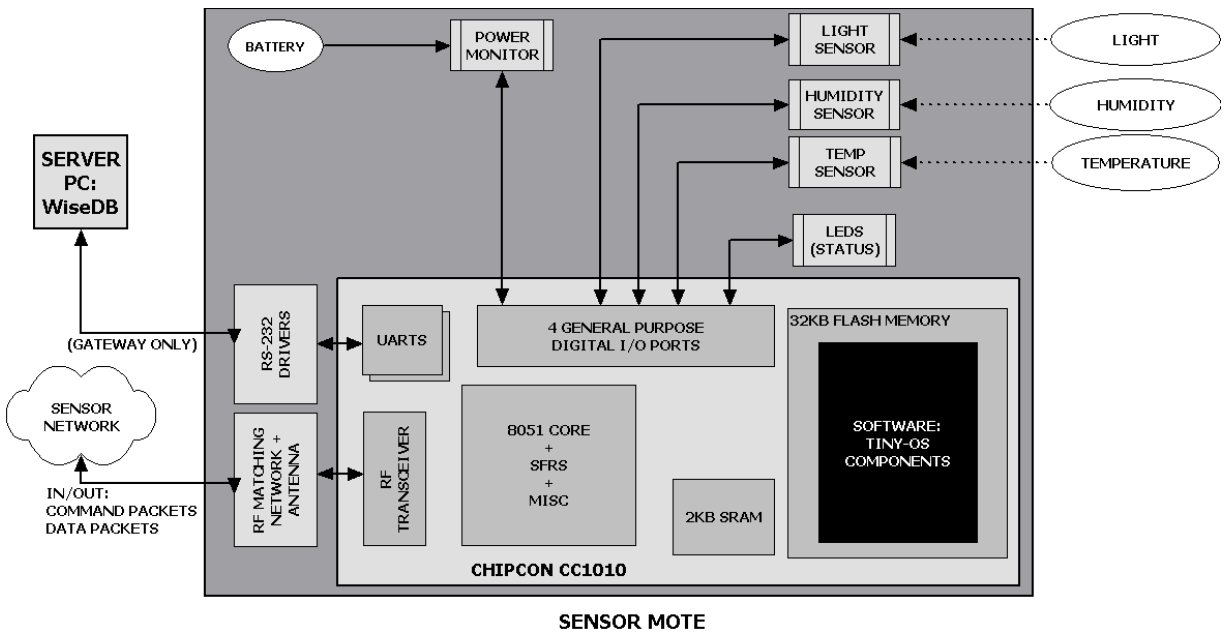 BATTERY
POWER
MONITOR
LIGHT
SENSOR
LIGHT
HUMIDITY
SENSOR
HUMIDITY
TEMP
SENSOR
TEMPERATURE
LEDS
(STATUS)
SERVER
PC:
WiseDB
(GATEWAY ONLY)
RS-232
DRIVERS
UARTS
4 GENERAL PURPOSE
DIGITAL I/O PORTS
32KB FLASH MEMORY
SOFTWARE:
TINY-OS
COMPONENTS
SENSOR
NETWORK
IN/OUT:
COMMAND PACKETS
DATA PACKETS
RF MATCHING
NETWORK +
ANTENNA
RF
TRANSCEIVER
8051 CORE
+
SFRS
+
MISC
2KB SRAM
CHIPCON CC1010
SENSOR MOTE